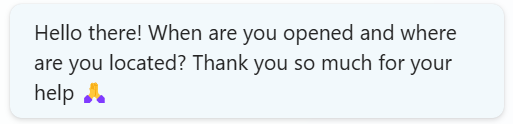 Hello there! When are you opened and where
are you located? Thank you so much for your
help 🙏